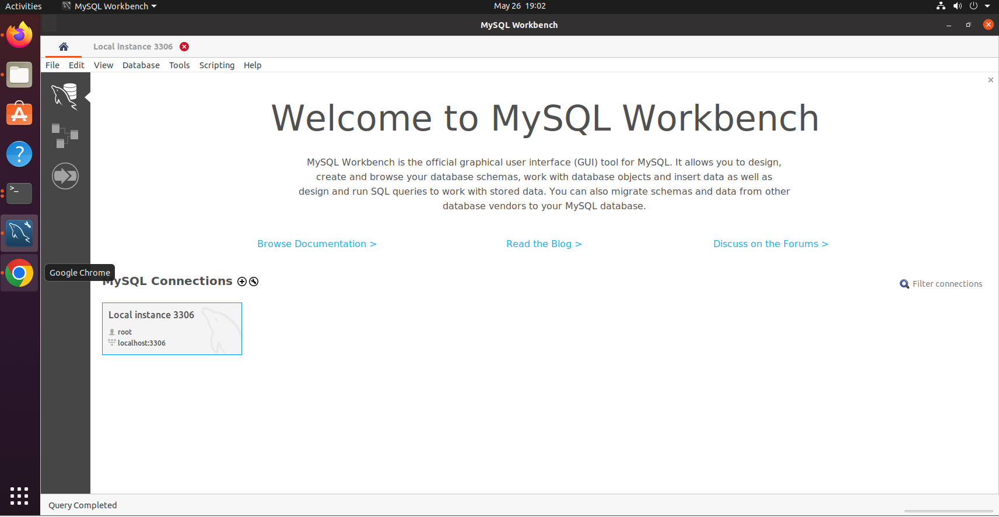 Activities
MySQL Workbench
May 26 19:02
MySQL Workbench
Local instance 3306
File Edit View Database Tools Scripting Help
Welcome to MySQL Workbench
MySQL Workbench is the official graphical user interface (GUI) tool for MySQL. It allows you to design,
create and browse your database schemas, work with database objects and insert data as well as
design and run SQL queries to work with stored data. You can also migrate schemas and data from other
database vendors to your MySQL database.
Browse Documentation >
Read the Blog >
Discuss on the Forums >
Google Chrome
MySQL Connections
Filter connections
Local instance 3306
root
localhost:3306
Query Completed